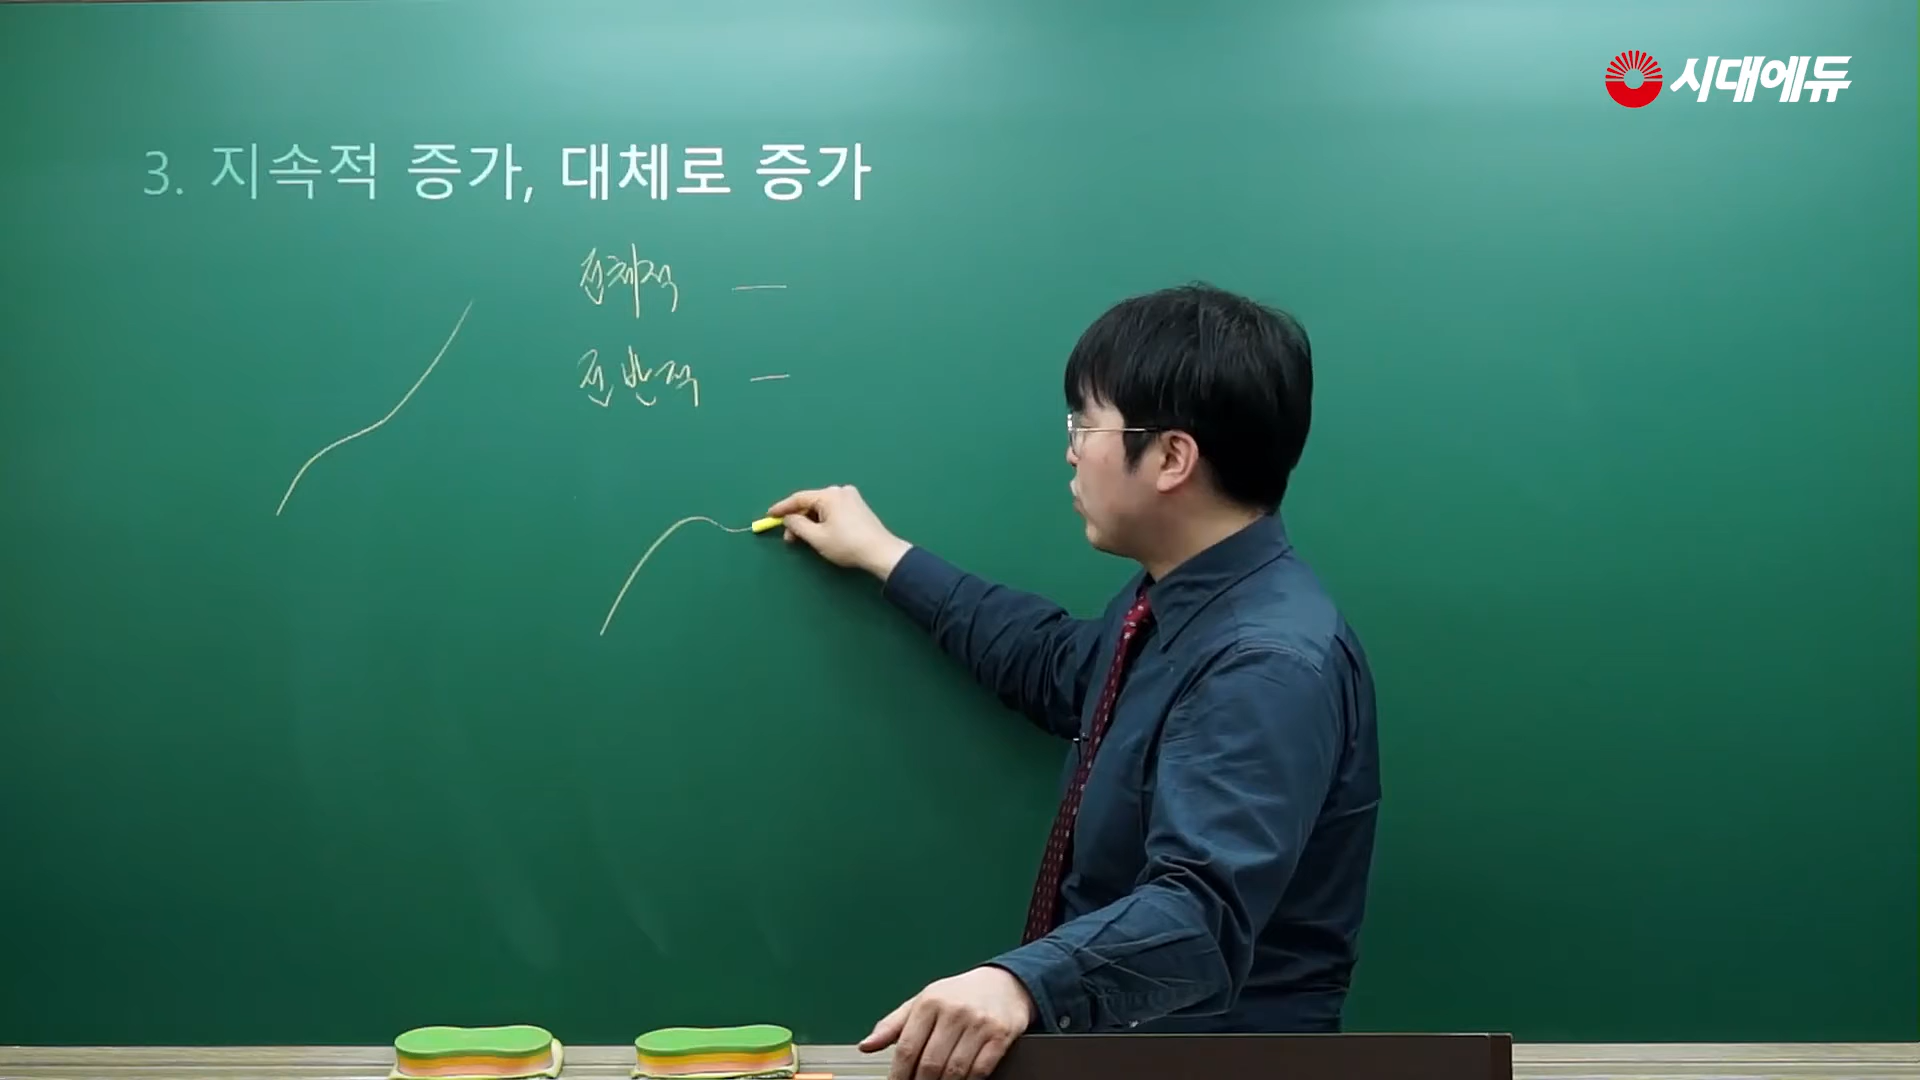 시대에듀
3. 지속적 증가, 대체로 증가
전체적 —
전반적 —